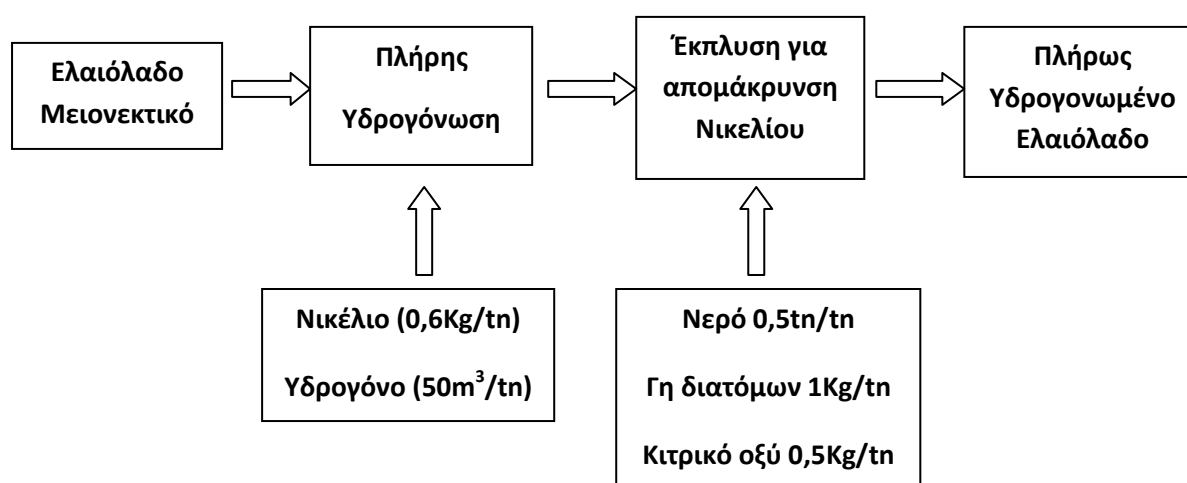 Ελαιόλαδο
Μειονεκτικό
Πλήρης
Υδρογόνωση
Έκπλυση για
απομάκρυνση
Νικελίου
Πλήρως
Υδρογονωμένο
Ελαιόλαδο
Νικέλιο (0,6Kg/tn)
Υδρογόνο (50m³/tn)
Νερό 0,5tn/tn
Γη διατόμων 1Kg/tn
Κιτρικό οξύ 0,5Kg/tn